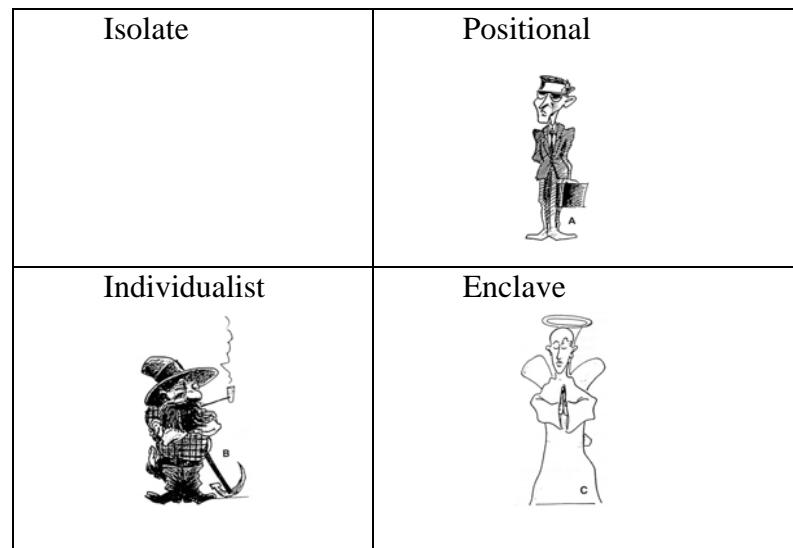 Isolate
Positional
A
Individualist
Enclave
B
C